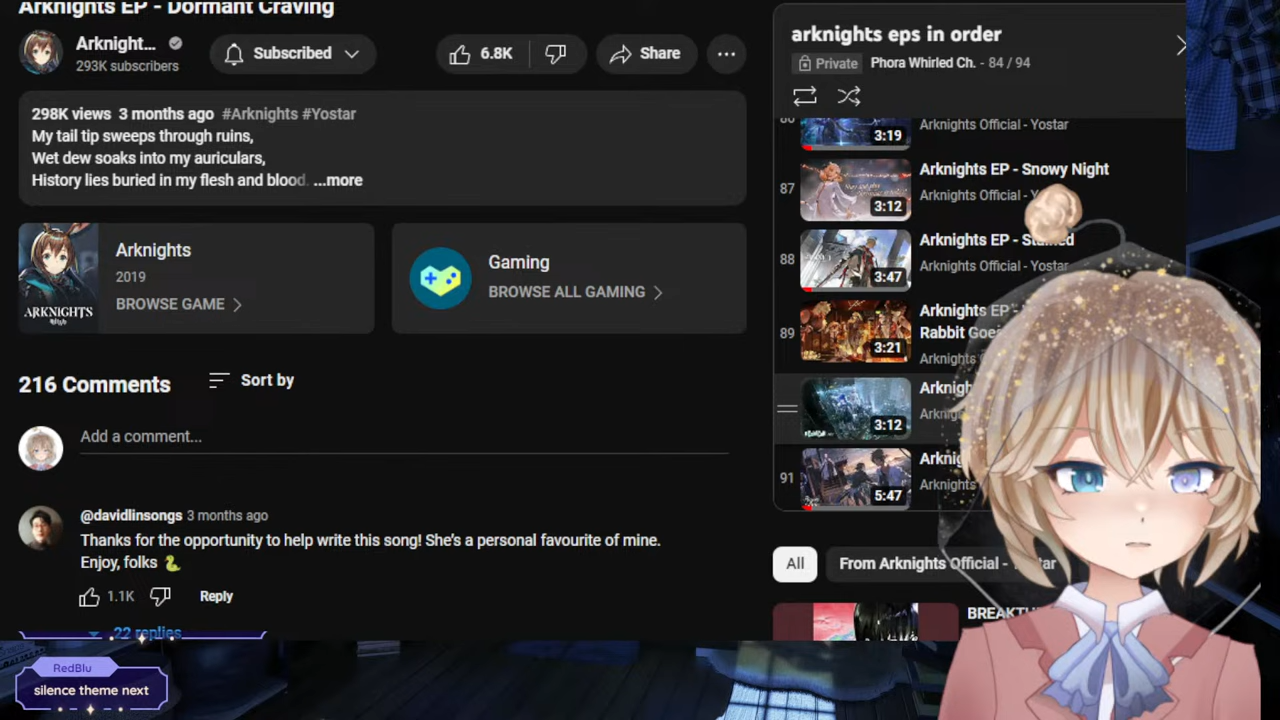 Arknights EP - Dormant Craving
Arknight...
293K subscribers
Subscribed
6.8K
Share
298K views 3 months ago #Arknights #Yostar
My tail tip sweeps through ruins,
Wet dew soaks into my auriculars,
History lies buried in my flesh and blood. ...more
ARKNIGHTS
Arknights
2019
BROWSE GAME
Gaming
BROWSE ALL GAMING
216 Comments
Sort by
Add a comment...
@davidlinsongs 3 months ago
Thanks for the opportunity to help write this song! She's a personal favourite of mine.
Enjoy, folks 🐍
1.1K
Reply
22 replies
RedBlu
silence theme next
arknights eps in order
Private
Phora Whirled Ch. - 84 / 94
3:19
Arknights Official - Yostar
87
3:12
Arknights EP - Snowy Night
Arknights Official -
88
3:47
Arknights EP -
Arknights Official - Yostar
89
3:21
Arknights EP -
Rabbit
Arknights
3:12
91
5:47
Arknights
All
From Arknights Official -